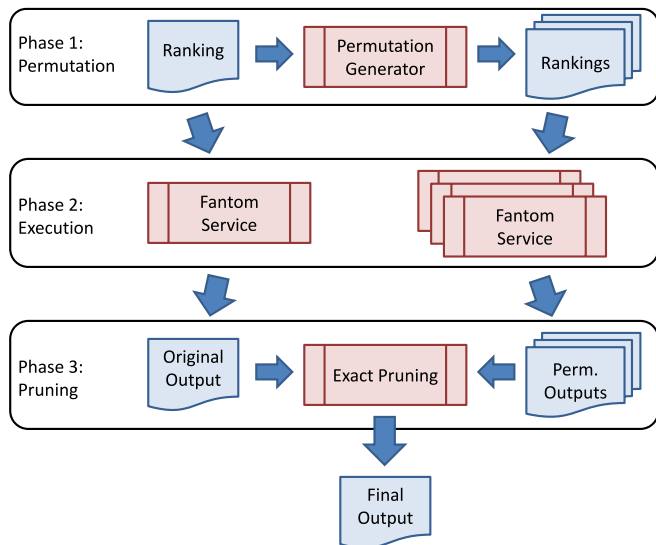 Phase 1:
Permutation
Ranking
Permutation
Generator
Rankings
Phase 2:
Execution
Fantom
Service
Fantom
Service
Phase 3:
Pruning
Original
Output
Exact Pruning
Perm.
Outputs
Final
Output